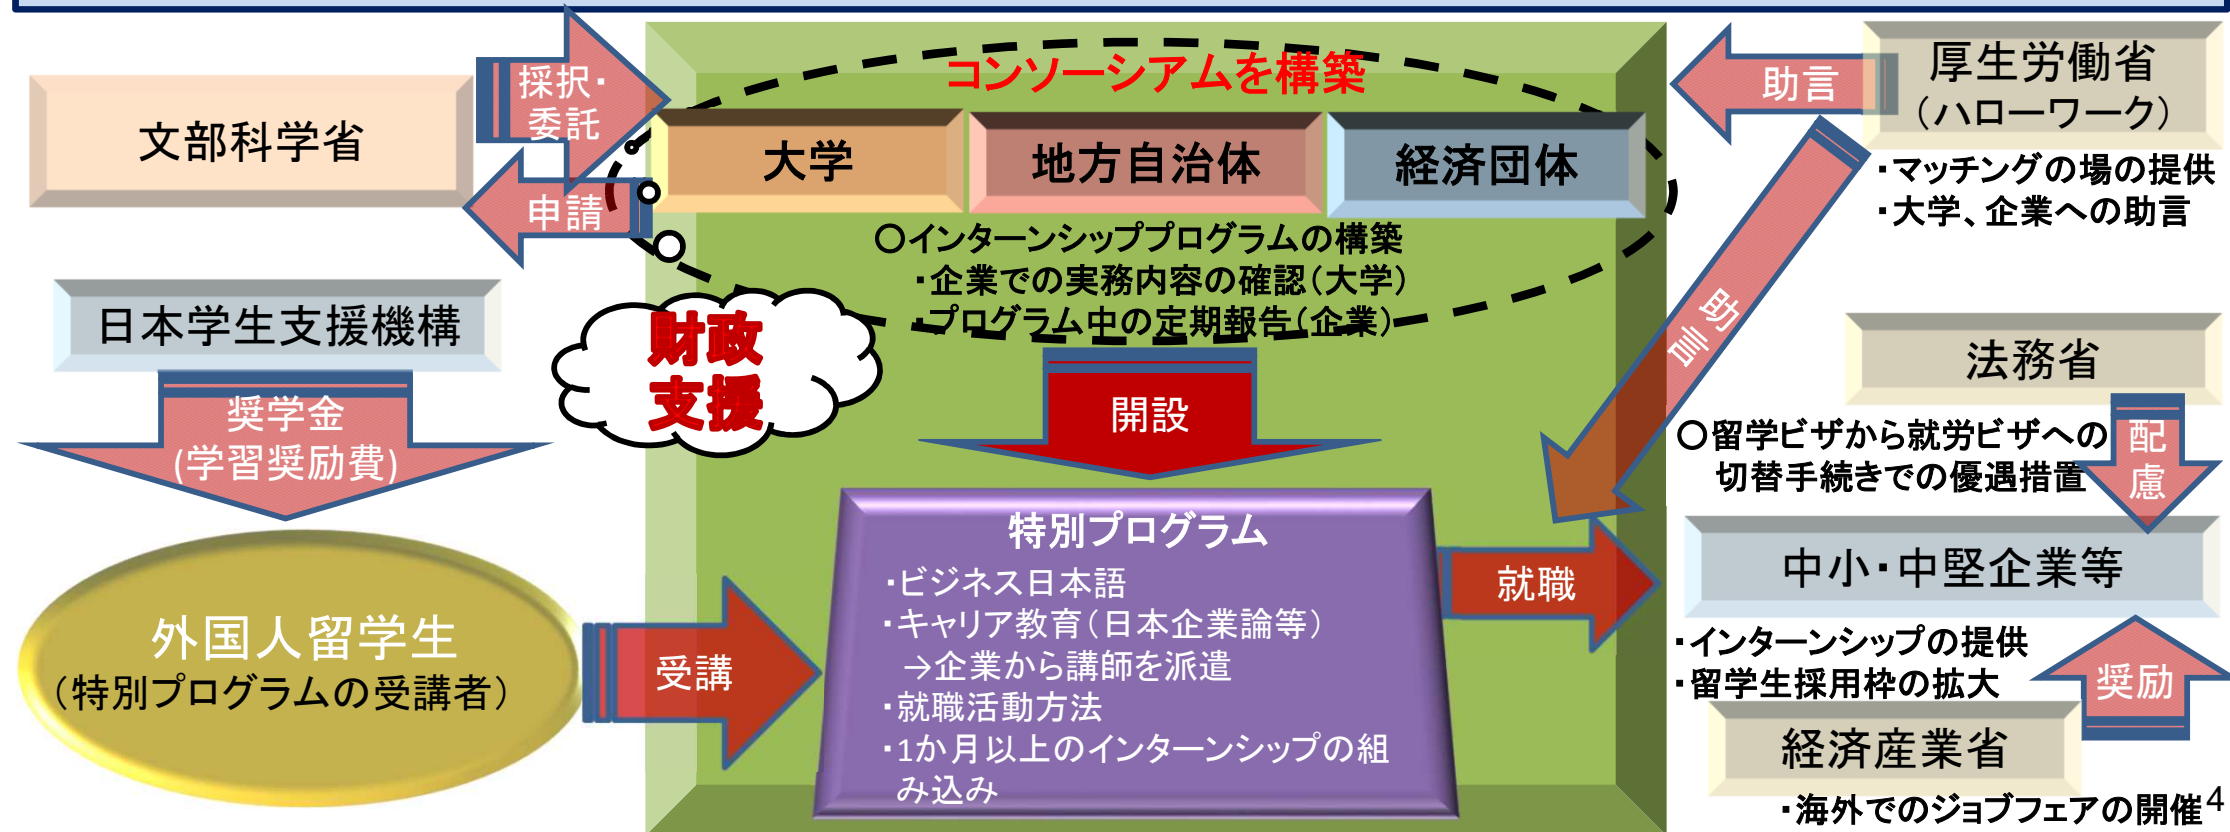 文部科学省
採択・
委託
申請
コンソーシアムを構築
大学
地方自治体
経済団体
○インターンシッププログラムの構築
・企業での実務内容の確認(大学)
・プログラム中の定期報告(企業)
助言
厚生労働省
(ハローワーク)
・マッチングの場の提供
・大学、企業への助言
助言
日本学生支援機構
奨学金
(学習奨励費)
財政
支援
開設
法務省
○留学ビザから就労ビザへの
切替手続きでの優遇措置
配
慮
外国人留学生
(特別プログラムの受講者)
受講
特別プログラム
・ビジネス日本語
・キャリア教育(日本企業論等)
→企業から講師を派遣
・就職活動方法
・1か月以上のインターンシップの組
み込み
就職
中小・中堅企業等
・インターンシップの提供
・留学生採用枠の拡大
奨励
経済産業省
・海外でのジョブフェアの開催
4